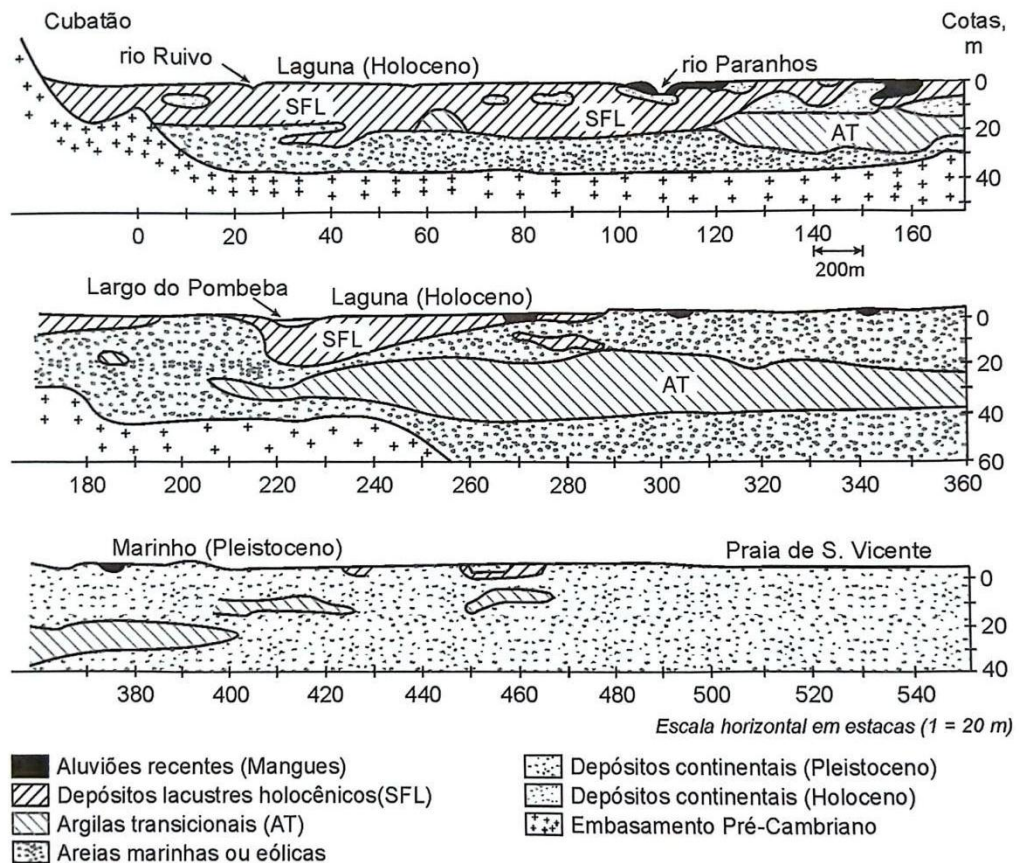 Cubatão
Cotas,
m
rio Ruivo
Laguna (Holoceno)
rio Paranhos
SFL
SFL
AT
0
20
40
0 20 40 60 80 100 120 140 160
200m
Largo do Pombeba
Laguna (Holoceno)
SFL
AT
0
20
40
60
180 200 220 240 260 280 300 320 340 360
Marinho (Pleistoceno)
Praia de S. Vicente
0
20
40
380 400 420 440 460 480 500 520 540
Escala horizontal em estacas (1 = 20 m)
Aluviões recentes (Mangues)
Depósitos lacustres holocênicos(SFL)
Argilas transicionais (AT)
Areias marinhas ou eólicas
Depósitos continentais (Pleistoceno)
Depósitos continentais (Holoceno)
Embasamento Pré-Cambriano